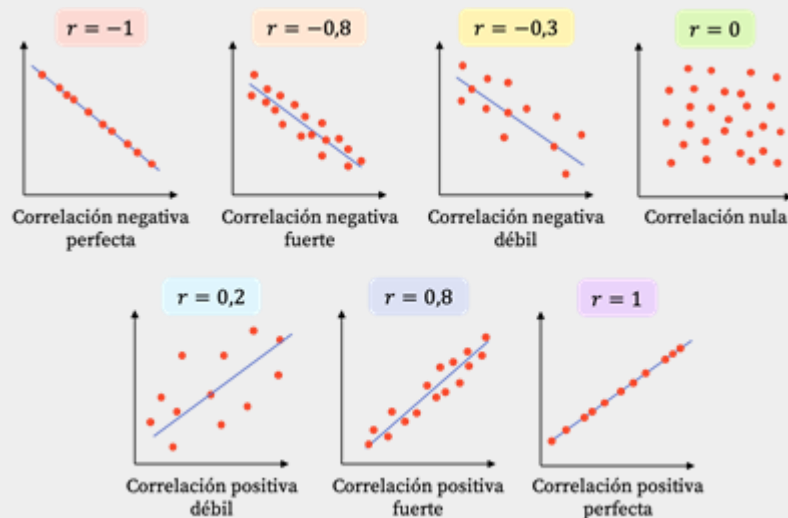 r = −1
r = −0,8
r = −0,3
r = 0
Correlación negativa
perfecta
Correlación negativa
fuerte
Correlación negativa
débil
Correlación nula
r = 0,2
r = 0,8
r = 1
Correlación positiva
débil
Correlación positiva
fuerte
Correlación positiva
perfecta